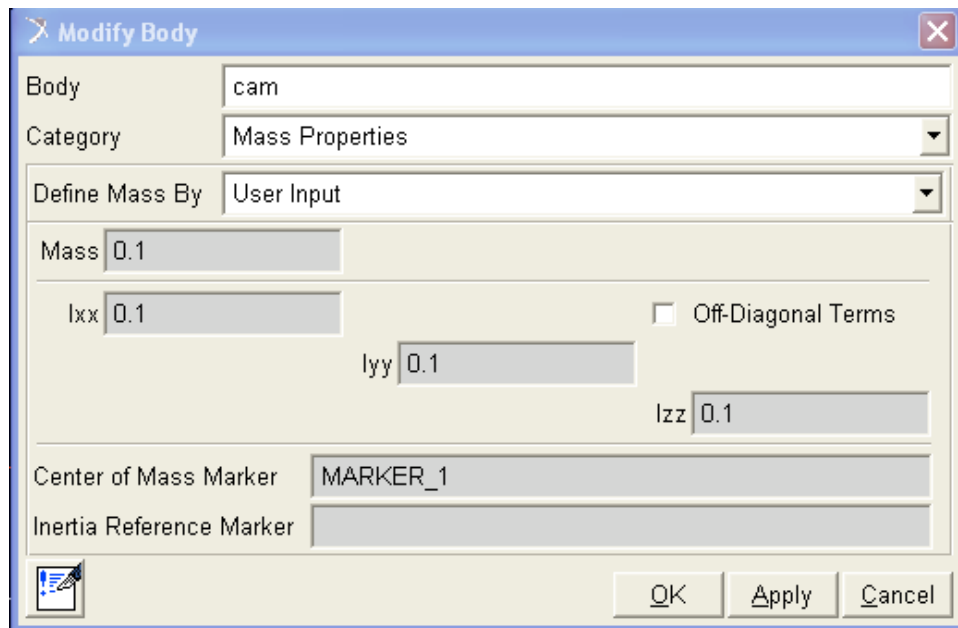 Modify Body
Body cam
Category Mass Properties
Define Mass By User Input
Mass 0.1
Ixx 0.1 Off-Diagonal Terms
Iyy 0.1
Izz 0.1
Center of Mass Marker MARKER_1
Inertia Reference Marker
OK Apply Cancel